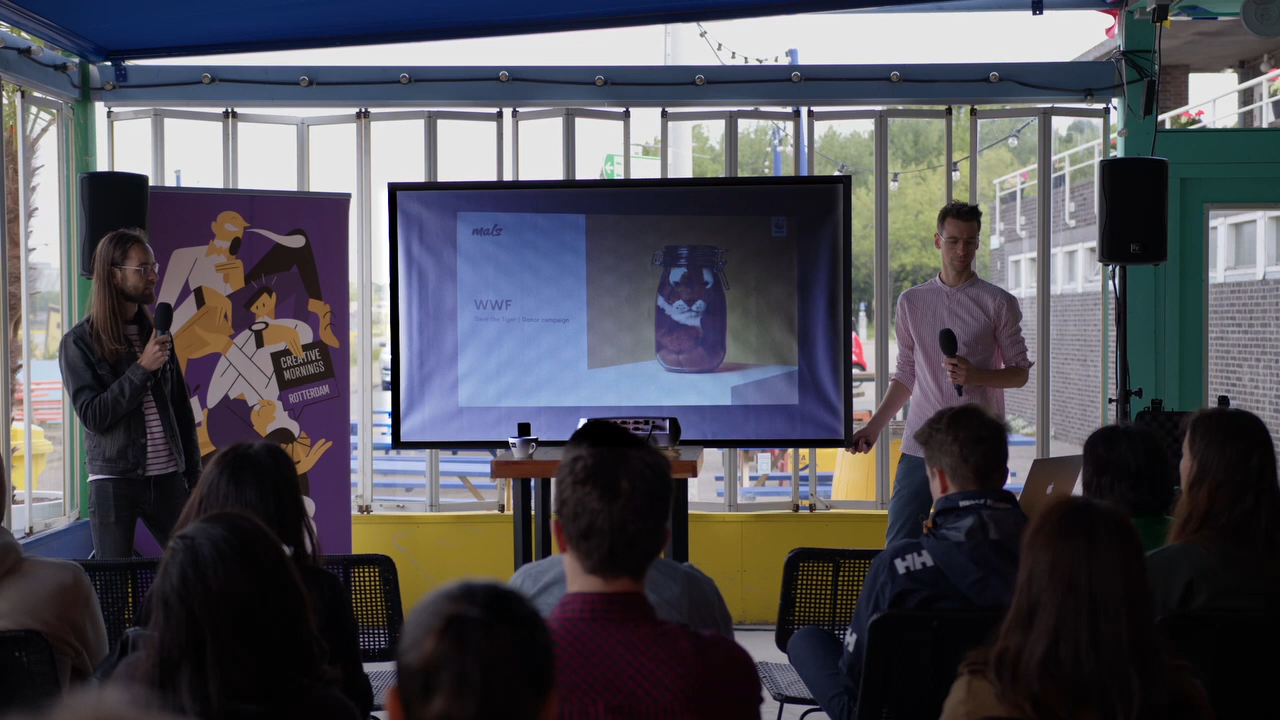 mals
WWF
Save the Tiger | Donor campaign
CREATIVE
MORNINGS
ROTTERDAM
HH